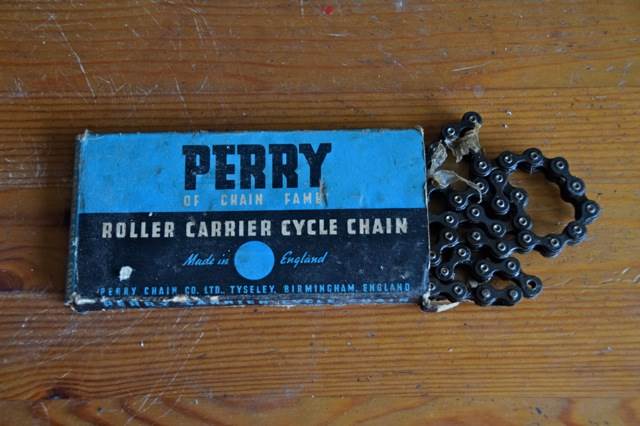 PERRY
OF CHAIN FAME
ROLLER CARRIER CYCLE CHAIN
Made in England
PERRY CHAIN CO. LTD., TYSELEY, BIRMINGHAM, ENGLAND